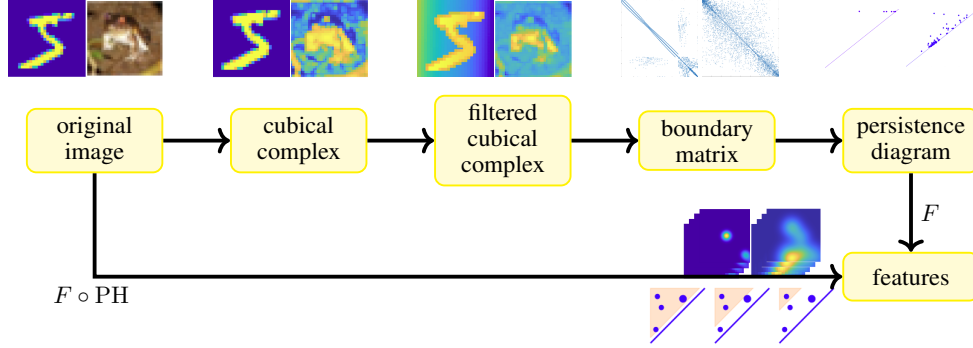 original
image
cubical
complex
filtered
cubical
complex
boundary
matrix
persistence
diagram
F
F ∘ PH
features